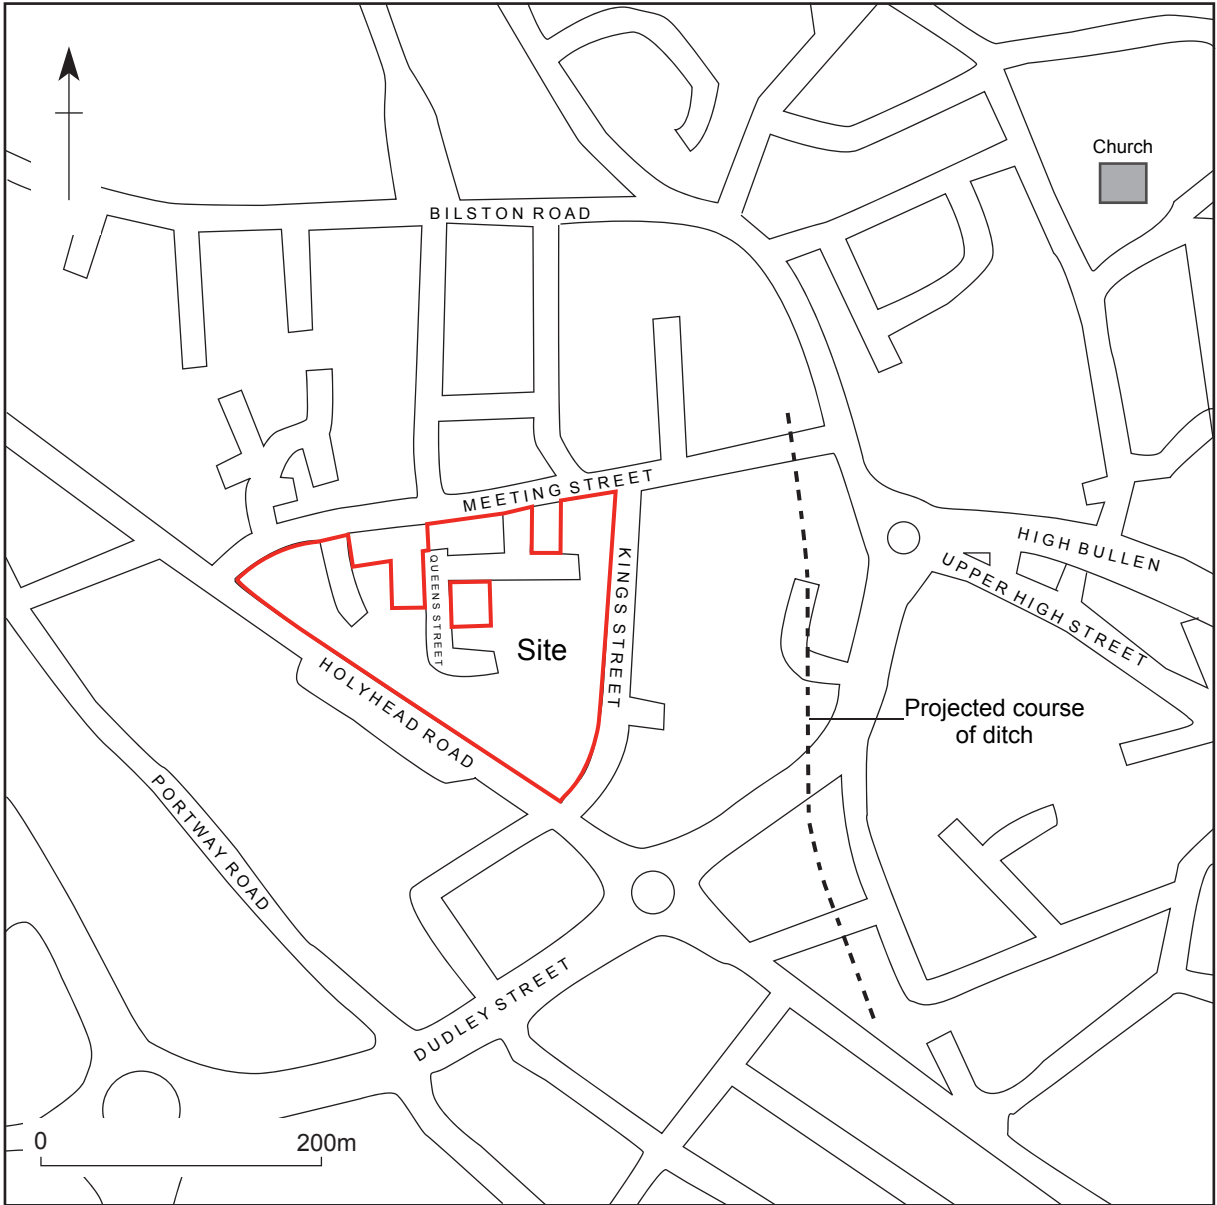 Church
BILSTON ROAD
MEETING STREET
HIGH BULLEN
UPPER HIGH STREET
QUEENS STREET
KINGS STREET
Site
HOLYHEAD ROAD
Projected course
of ditch
PORTWAY ROAD
DUDLEY STREET
0 200m